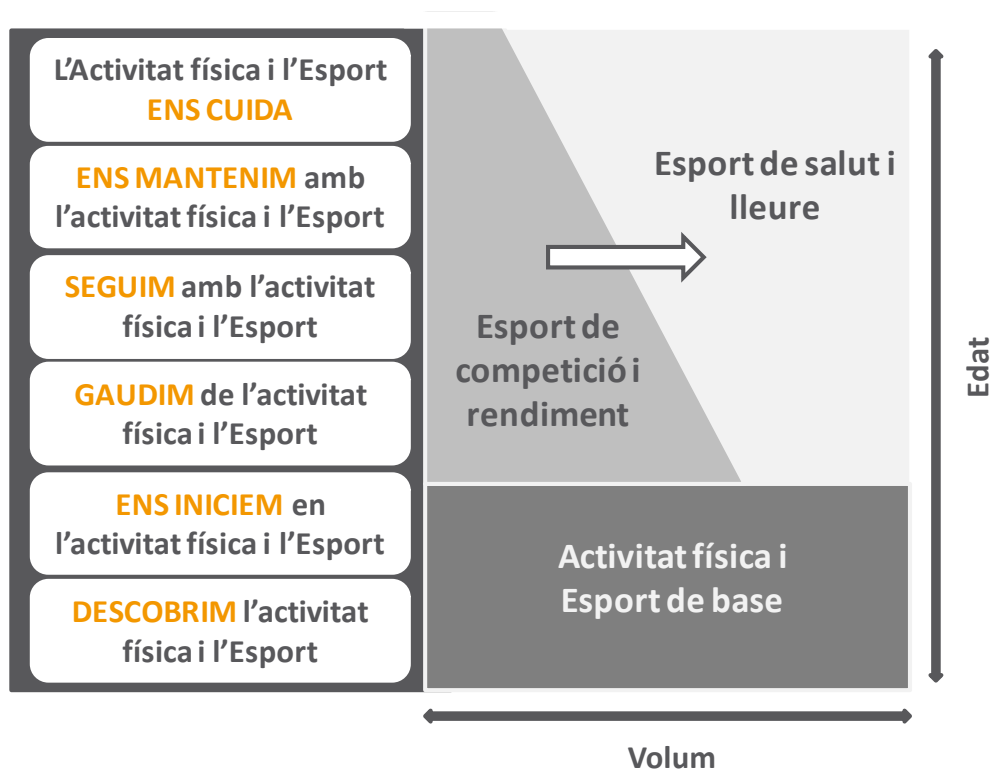 L'Activitat física i l'Esport
ENS CUIDA
ENS MANTENIM amb
l'activitat física i l'Esport
SEGUIM amb l'activitat
física i l'Esport
GAUDIM de l'activitat
física i l'Esport
ENS INICIEM en
l'activitat física i l'Esport
DESCOBRIM l'activitat
física i l'Esport
Esport de salut i
lleure
Esport de
competició i
rendiment
Activitat física i
Esport de base
Edat
Volum